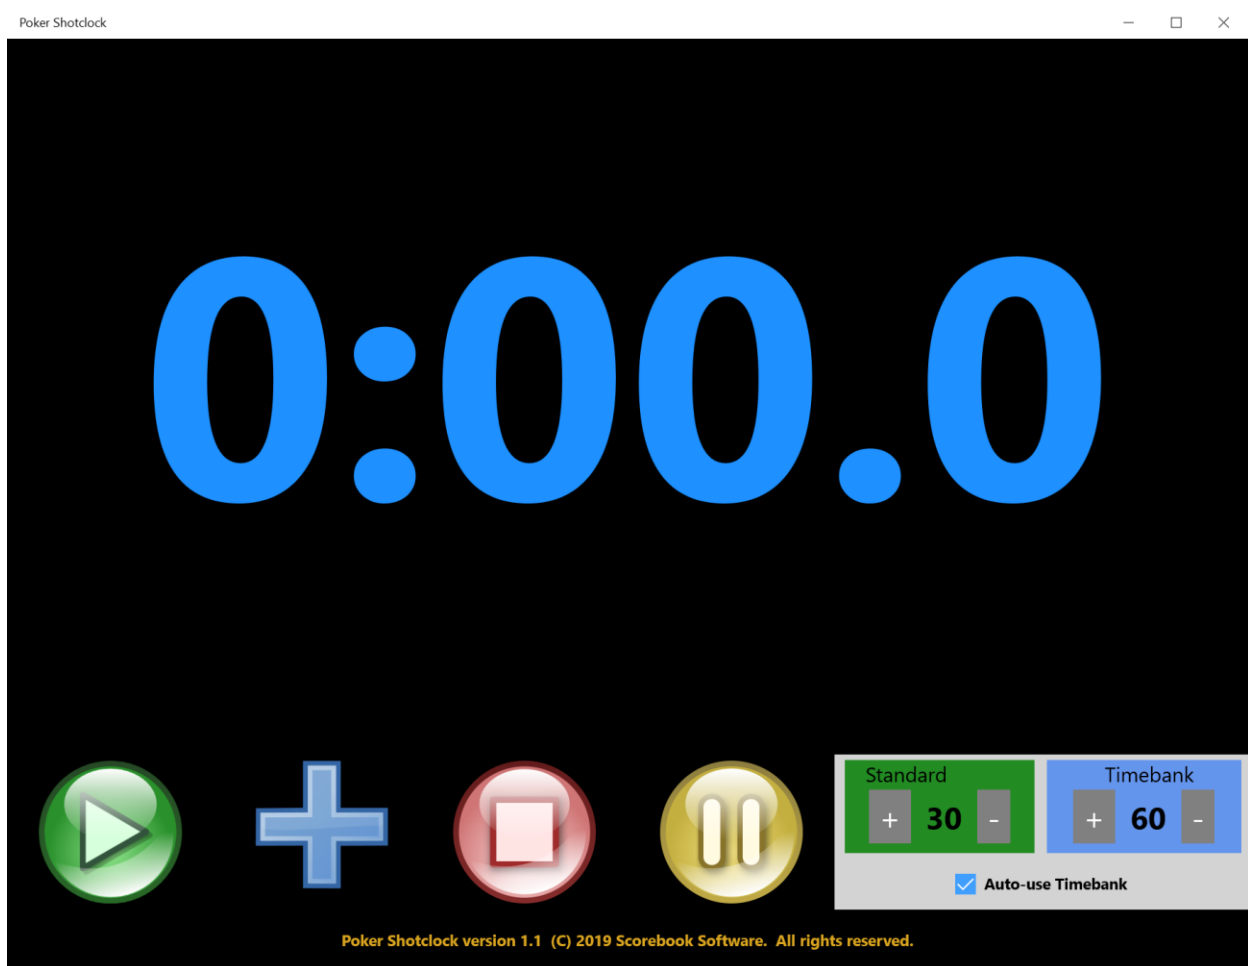 Poker Shotclock
0:00.0
Standard Timebank
+ 30 - + 60 -
Auto-use Timebank
Poker Shotclock version 1.1 (C) 2019 Scorebook Software. All rights reserved.